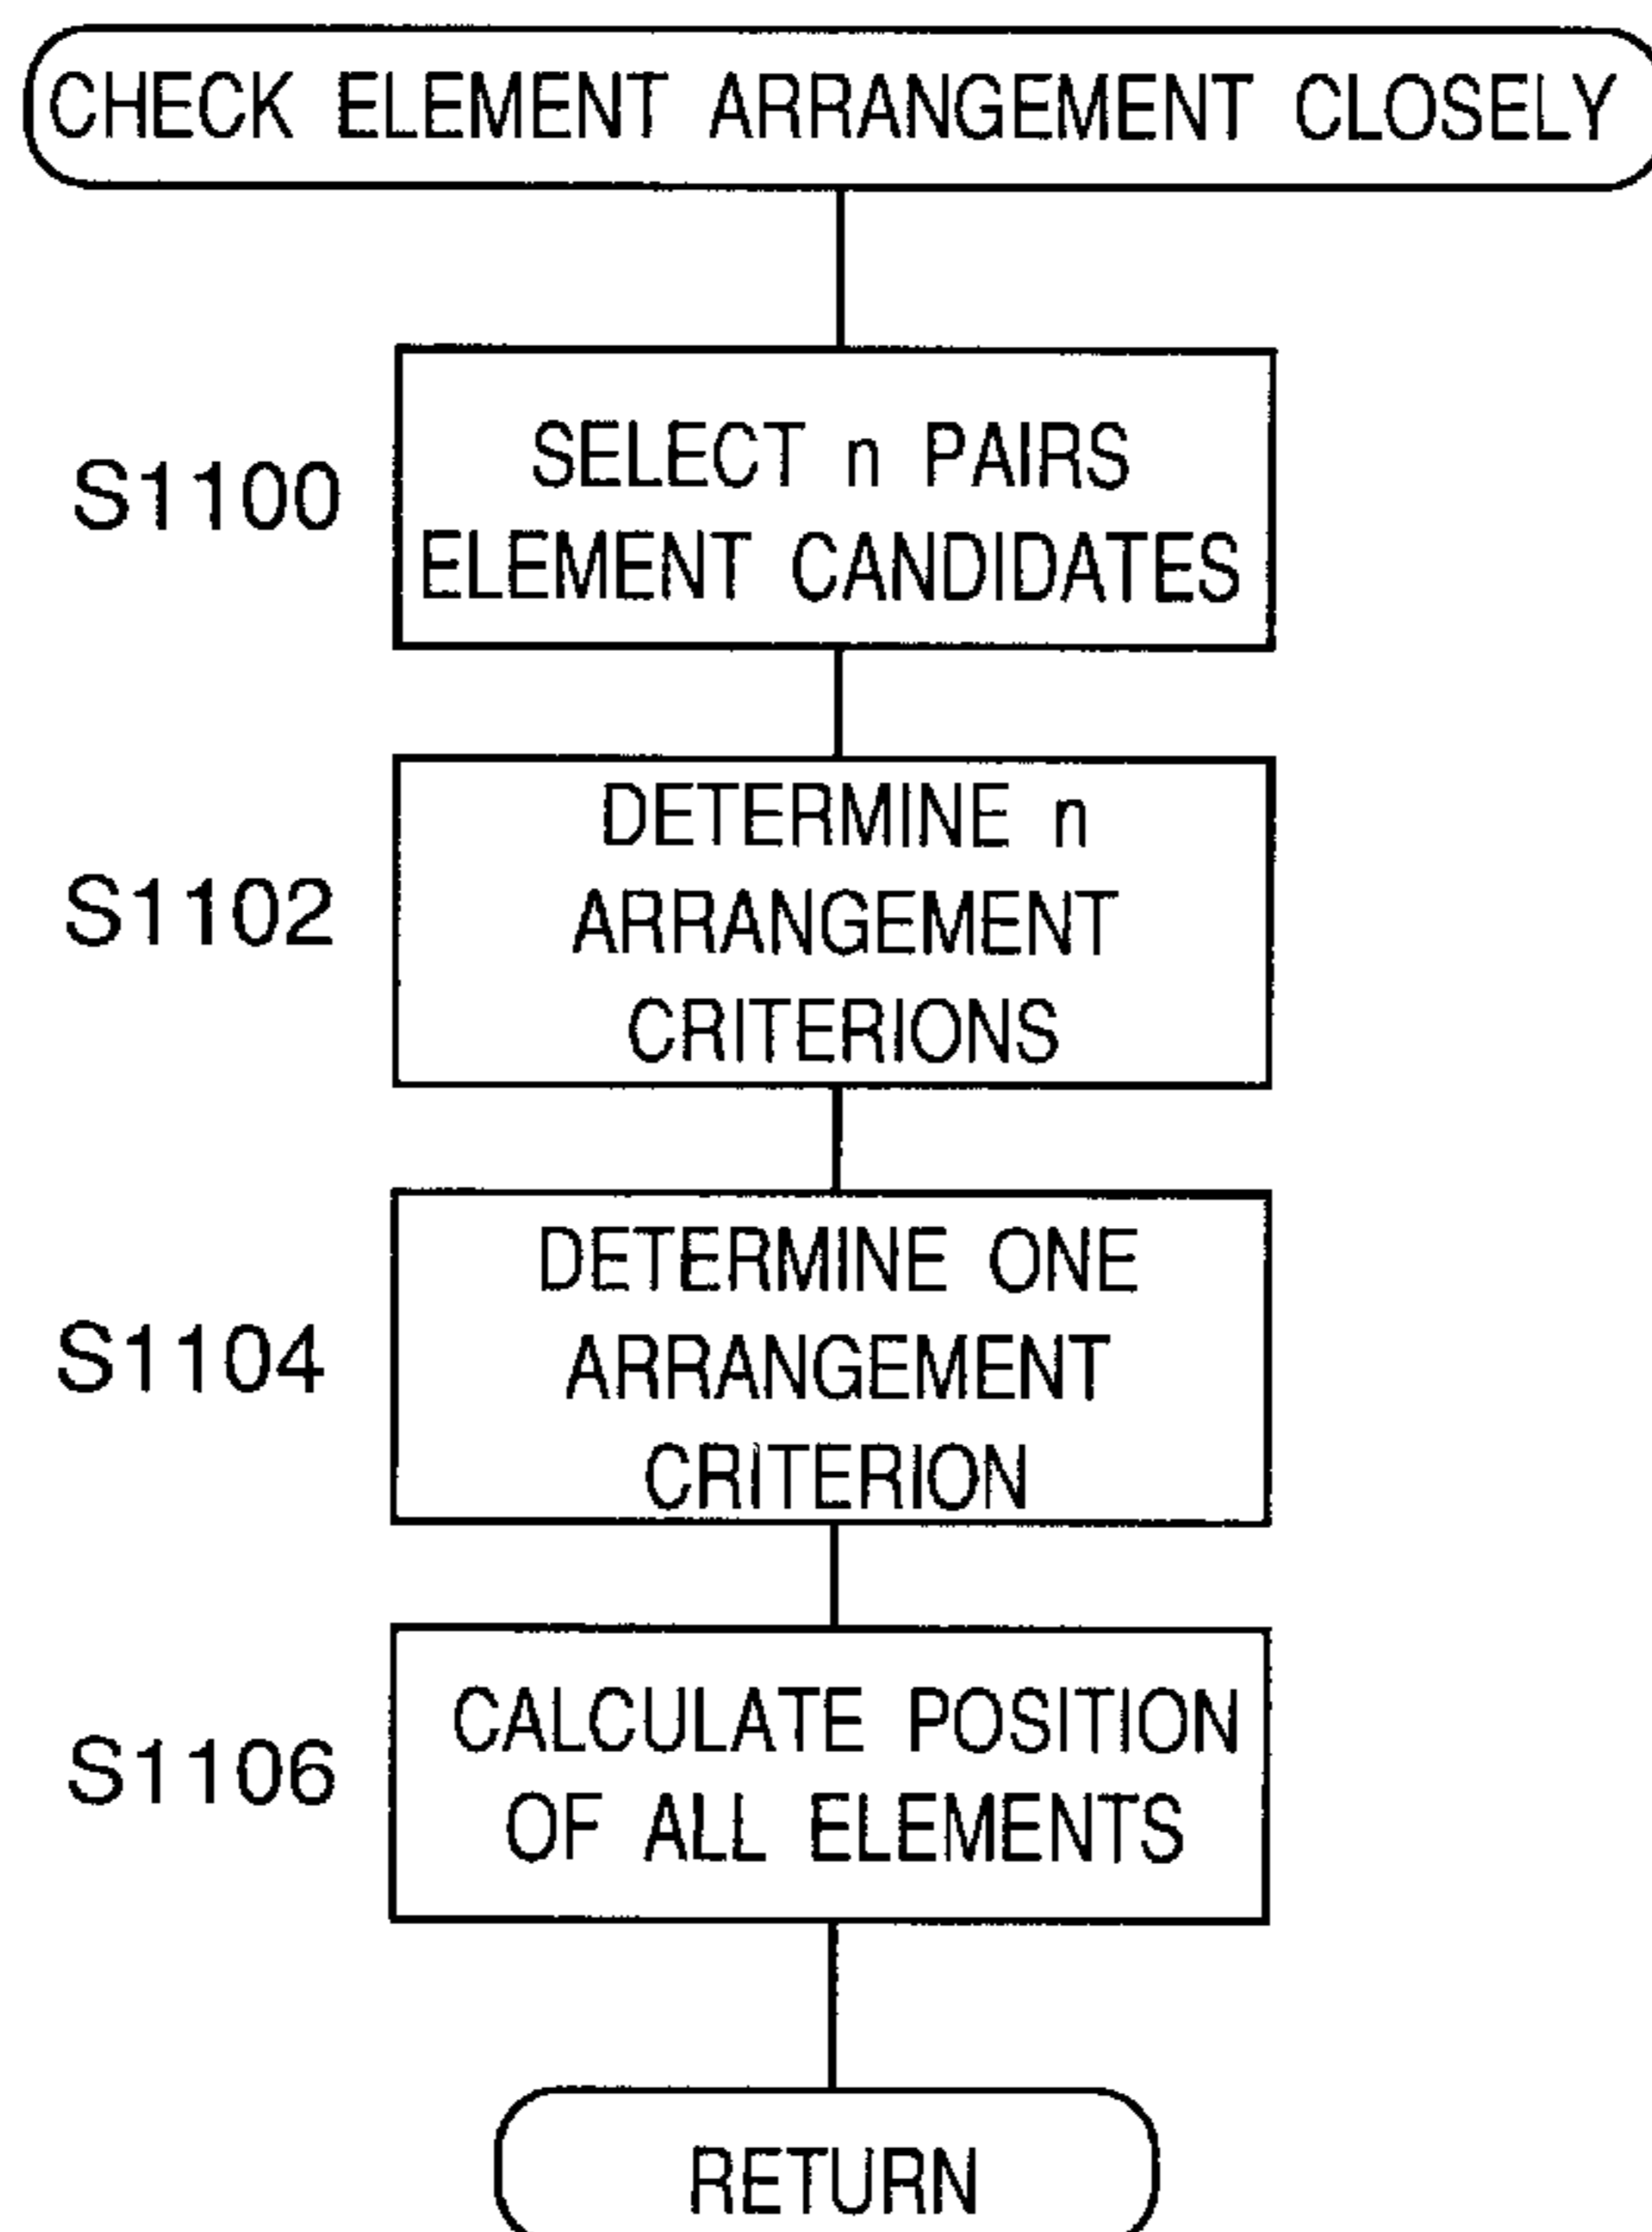 CHECK ELEMENT ARRANGEMENT CLOSELY
S1100
SELECT n PAIRS
ELEMENT CANDIDATES
S1102
DETERMINE n
ARRANGEMENT
CRITERIONS
S1104
DETERMINE ONE
ARRANGEMENT
CRITERION
S1106
CALCULATE POSITION
OF ALL ELEMENTS
RETURN